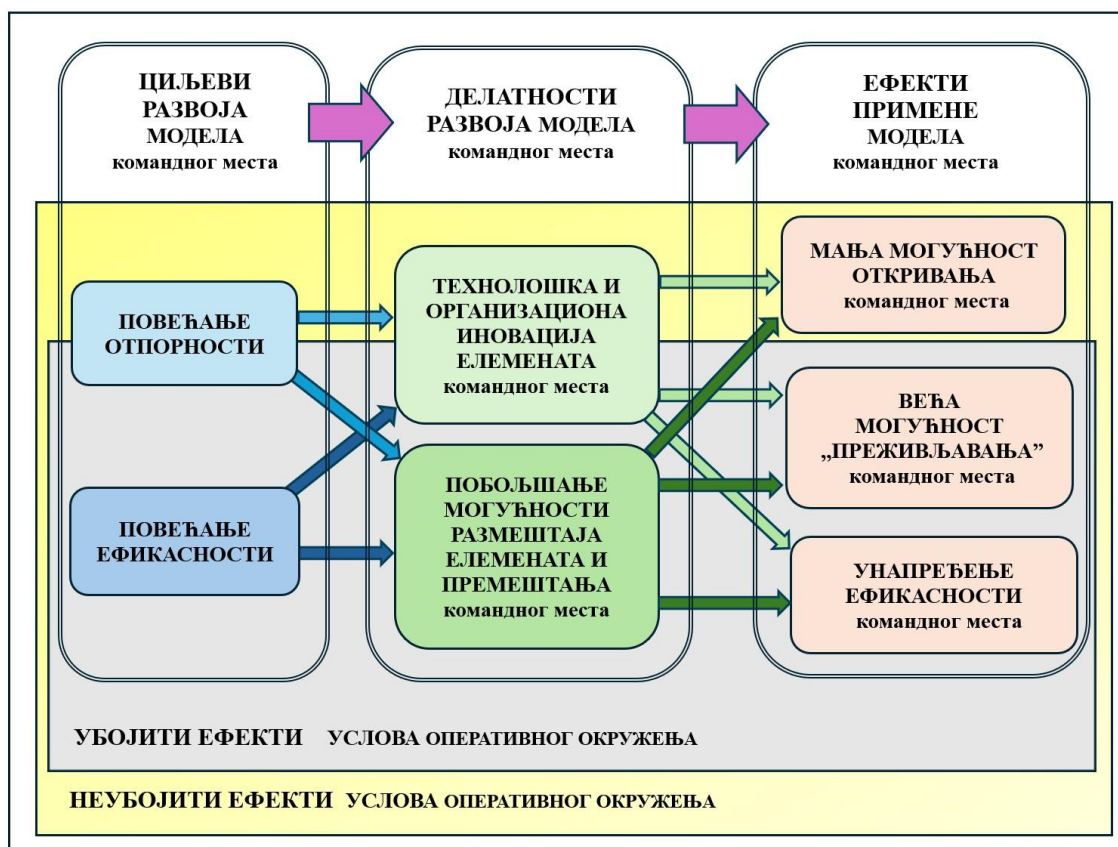 ЦИЉЕВИ
РАЗВОЈА
МОДЕЛА
командног места
ДЕЛАТНОСТИ
РАЗВОЈА МОДЕЛА
командног места
ЕФЕКТИ
ПРИМЕНЕ
МОДЕЛА
командног места
ПОВЕЋАЊЕ
ОТПОРНОСТИ
ПОВЕЋАЊЕ
ЕФИКАСНОСТИ
ТЕХНОЛОШКА И
ОРГАНИЗАЦИОНА
ИНОВАЦИЈА
ЕЛЕМЕНАТА
командног места
ПОБОЉШАЊЕ
МОГУЋНОСТИ
РАЗМЕШТАЈА
ЕЛЕМЕНАТА И
ПРЕМЕШТАЊА
командног места
МАЊА МОГУЋНОСТ
ОТКРИВАЊА
командног места
ВЕЋА
МОГУЋНОСТ
„ПРЕЖИВЉАВАЊА”
командног места
УНАПРЕЂЕЊЕ
ЕФИКАСНОСТИ
командног места
УБОЈИТИ ЕФЕКТИ УСЛОВА ОПЕРАТИВНОГ ОКРУЖЕЊА
НЕУБОЈИТИ ЕФЕКТИ УСЛОВА ОПЕРАТИВНОГ ОКРУЖЕЊА